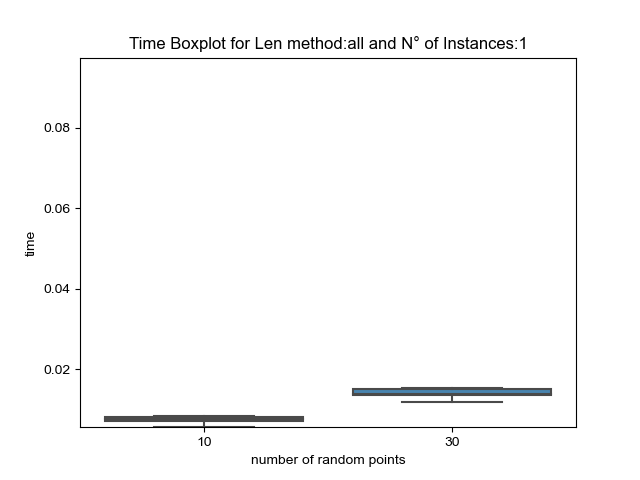 Time Boxplot for Len method:all and N° of Instances:1
0.08
0.06
time
0.04
0.02
10
30
number of random points